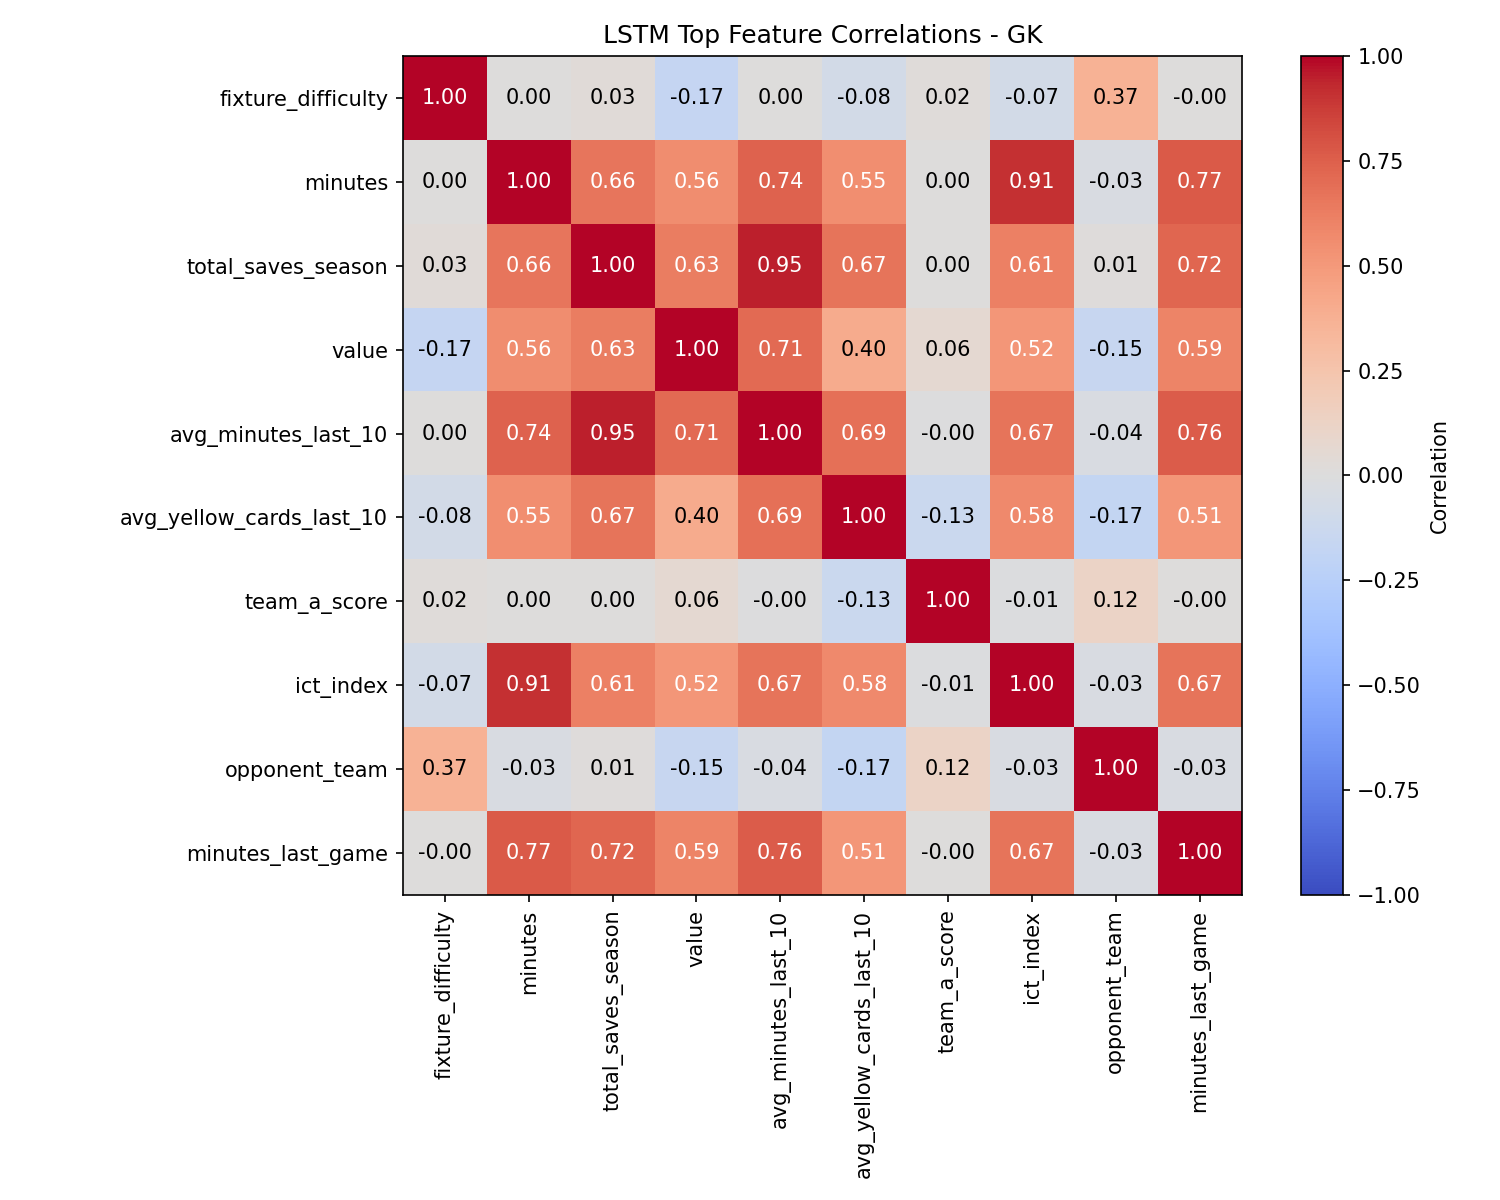 LSTM Top Feature Correlations - GK
fixture_difficulty 1.00 0.00 0.03 -0.17 0.00 -0.08 0.02 -0.07 0.37 -0.00
minutes 0.00 1.00 0.66 0.56 0.74 0.55 0.00 0.91 -0.03 0.77
total_saves_season 0.03 0.66 1.00 0.63 0.95 0.67 0.00 0.61 0.01 0.72
value -0.17 0.56 0.63 1.00 0.71 0.40 0.06 0.52 -0.15 0.59
avg_minutes_last_10 0.00 0.74 0.95 0.71 1.00 0.69 -0.00 0.67 -0.04 0.76
avg_yellow_cards_last_10 -0.08 0.55 0.67 0.40 0.69 1.00 -0.13 0.58 -0.17 0.51
team_a_score 0.02 0.00 0.00 0.06 -0.00 -0.13 1.00 -0.01 0.12 -0.00
ict_index -0.07 0.91 0.61 0.52 0.67 0.58 -0.01 1.00 -0.03 0.67
opponent_team 0.37 -0.03 0.01 -0.15 -0.04 -0.17 0.12 -0.03 1.00 -0.03
minutes_last_game -0.00 0.77 0.72 0.59 0.76 0.51 -0.00 0.67 -0.03 1.00
fixture_difficulty
minutes
total_saves_season
value
avg_minutes_last_10
avg_yellow_cards_last_10
team_a_score
ict_index
opponent_team
minutes_last_game
1.00
0.75
0.50
0.25
0.00
−0.25
−0.50
−0.75
−1.00
Correlation